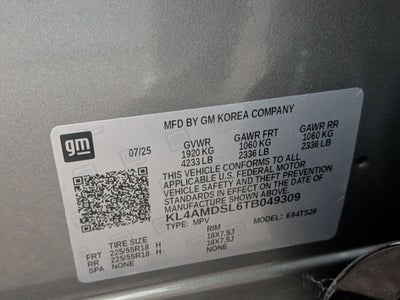 MFD BY GM KOREA COMPANY
gm
07/25
GVWR GAWR FRT GAWR RR
1920 KG 1060 KG 1060 KG
4233 LB 2336 LB 2336 LB
THIS VEHICLE CONFORMS TO ALL
APPLICABLE U.S. FEDERAL MOTOR
VEHICLE SAFETY STANDARDS IN
EFFECT ON THE DATE OF
MANUFACTURE SHOWN ABOVE.
KL4AMDSL6TB049309
TYPE: MPV MODEL: 694TS26
TIRE SIZE RIM
FRT 225/55R18 H 18X7.5J
RR 225/55R18 H 18X7.5J
SPA NONE NONE